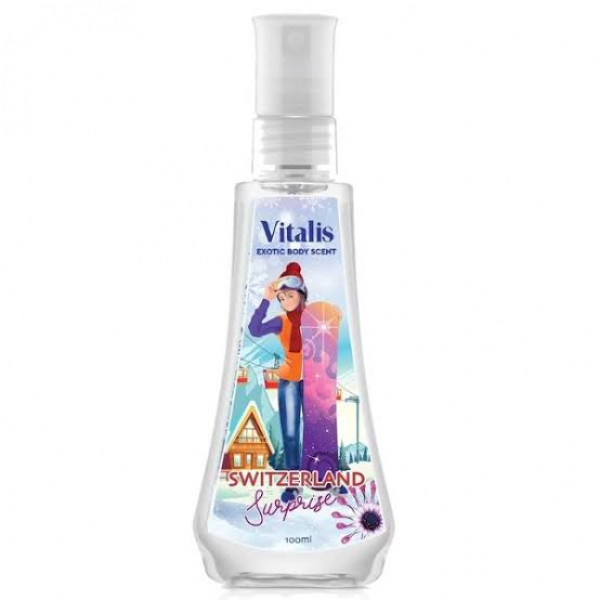 Vitalis
EXOTIC BODY SCENT
SWITZERLAND
Surprise
100ml